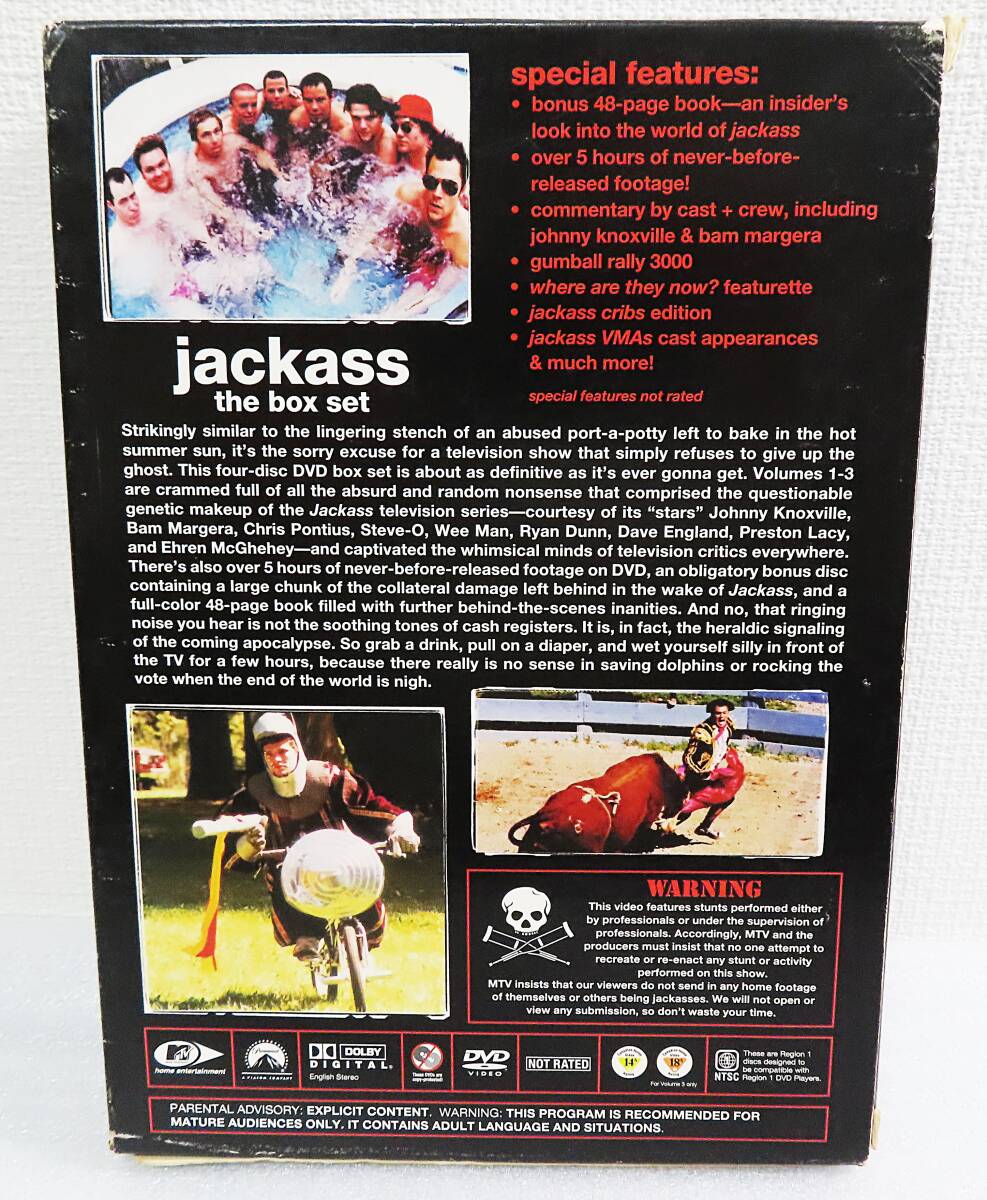 special features:
• bonus 48-page book—an insider's
look into the world of jackass
• over 5 hours of never-before-
released footage!
• commentary by cast + crew, including
johnny knoxville & bam margera
• gumball rally 3000
• where are they now? featurette
• jackass cribs edition
• jackass VMAs cast appearances
& much more!
special features not rated
jackass
the box set
Strikingly similar to the lingering stench of an abused port-a-potty left to bake in the hot
summer sun, it's the sorry excuse for a television show that simply refuses to give up the
ghost. This four-disc DVD box set is about as definitive as it's ever gonna get. Volumes 1-3
are crammed full of all the absurd and random nonsense that comprised the questionable
genetic makeup of the Jackass television series—courtesy of its "stars" Johnny Knoxville,
Bam Margera, Chris Pontius, Steve-O, Wee Man, Ryan Dunn, Dave England, Preston Lacy,
and Ehren McGhehey—and captivated the whimsical minds of television critics everywhere.
There's also over 5 hours of never-before-released footage on DVD, an obligatory bonus disc
containing a large chunk of the collateral damage left behind in the wake of Jackass, and a
full-color 48-page book filled with further behind-the-scenes inanities. And no, that ringing
noise you hear is not the soothing tones of cash registers. It is, in fact, the heraldic signaling
of the coming apocalypse. So grab a drink, pull on a diaper, and wet yourself silly in front of
the TV for a few hours, because there really is no sense in saving dolphins or rocking the
vote when the end of the world is nigh.
WARNING
This video features stunts performed either
by professionals or under the supervision of
professionals. Accordingly, MTV and the
producers must insist that no one attempt to
recreate or re-enact any stunt or activity
performed on this show.
MTV insists that our viewers do not send in any home footage
of themselves or others being jackasses. We will not open or
view any submission, so don't waste your time.
MTV
home entertainment
Paramount
A VIACOM COMPANY
DOLBY
DIGITAL
English Stereo
These DVDs are
copy-protected!
DVD
VIDEO
NOT RATED
14A
18A
For Volume 3 only
NTSC
These are Region 1
discs designed to
be compatible with
Region 1 DVD Players.
PARENTAL ADVISORY: EXPLICIT CONTENT. WARNING: THIS PROGRAM IS RECOMMENDED FOR
MATURE AUDIENCES ONLY. IT CONTAINS ADULT LANGUAGE AND SITUATIONS.